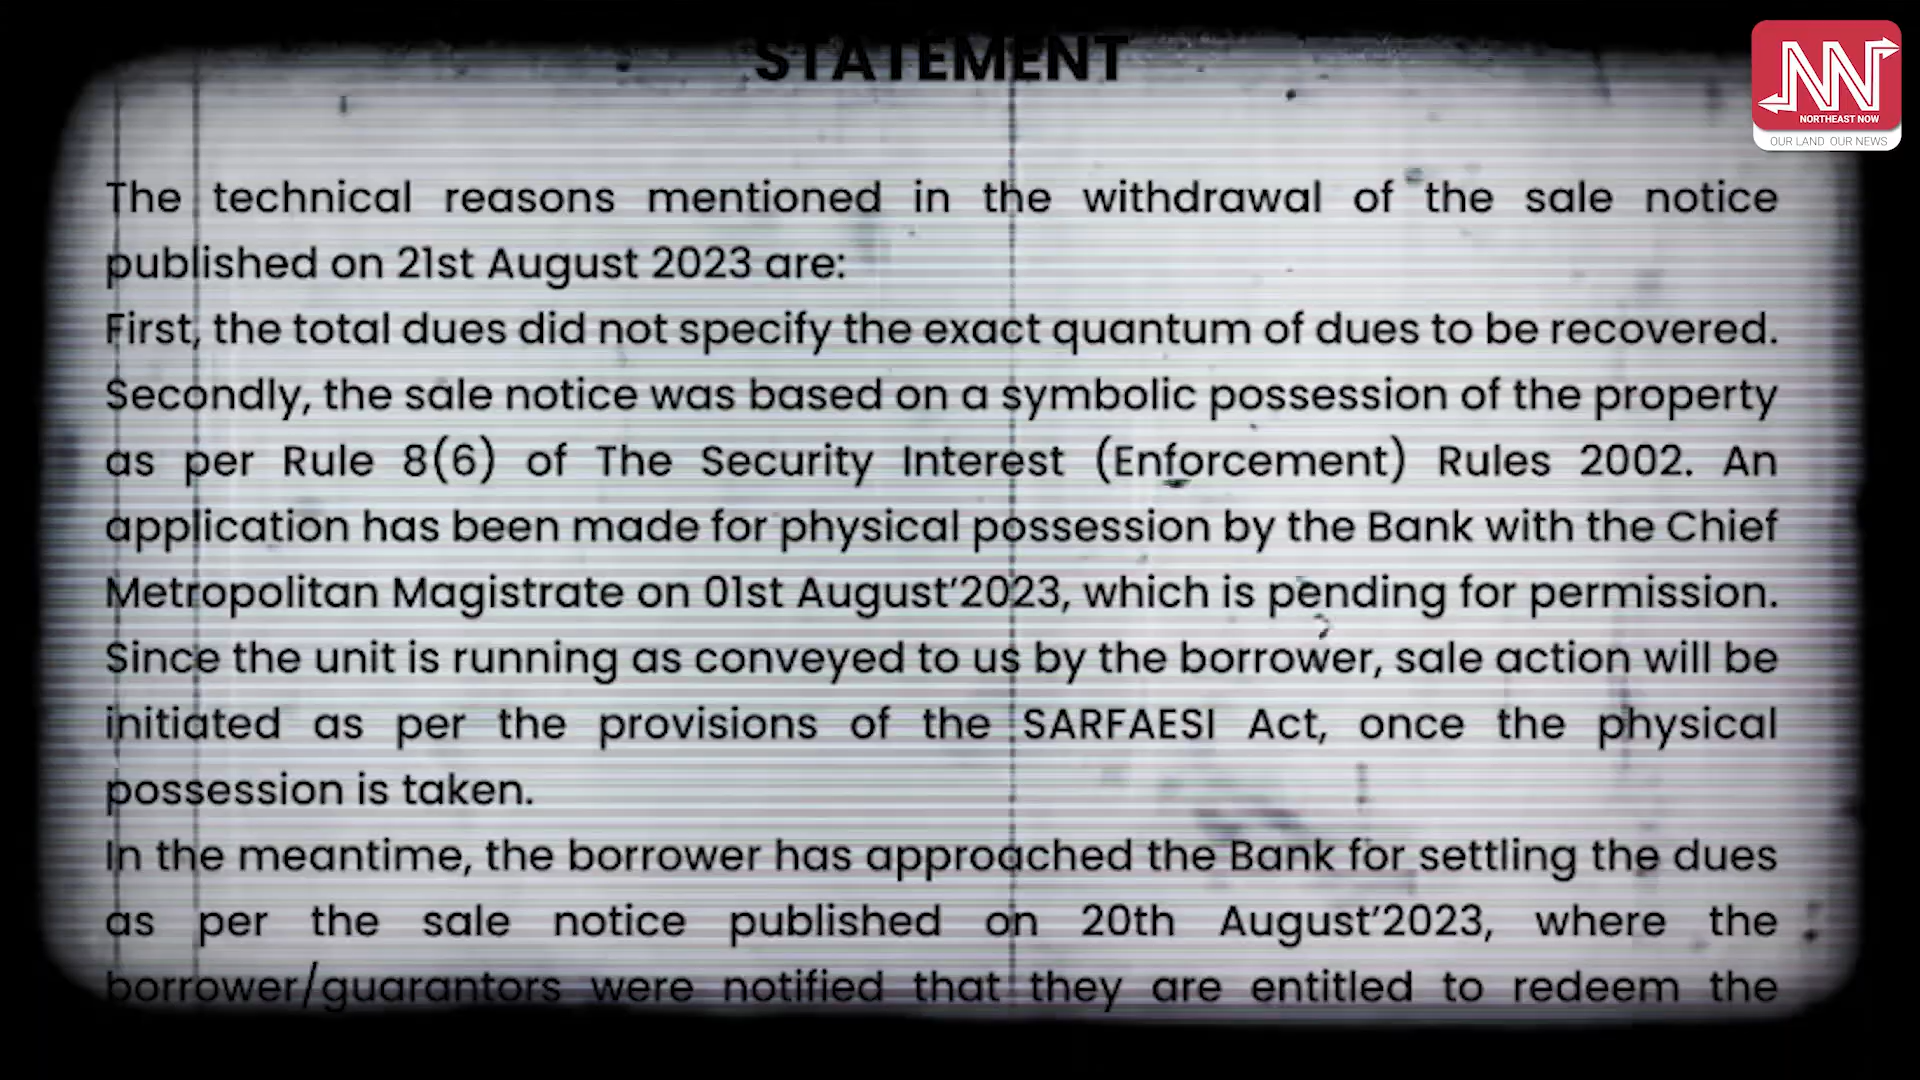 STATEMENT
NN
NORTHEAST NOW
OUR LAND OUR NEWS
The technical reasons mentioned in the withdrawal of the sale notice
published on 21st August 2023 are:
First, the total dues did not specify the exact quantum of dues to be recovered.
Secondly, the sale notice was based on a symbolic possession of the property
as per Rule 8(6) of The Security Interest (Enforcement) Rules 2002. An
application has been made for physical possession by the Bank with the Chief
Metropolitan Magistrate on 01st August’2023, which is pending for permission.
Since the unit is running as conveyed to us by the borrower, sale action will be
initiated as per the provisions of the SARFAESI Act, once the physical
possession is taken.
In the meantime, the borrower has approached the Bank for settling the dues
as per the sale notice published on 20th August’2023, where the
borrower/guarantors were notified that they are entitled to redeem the